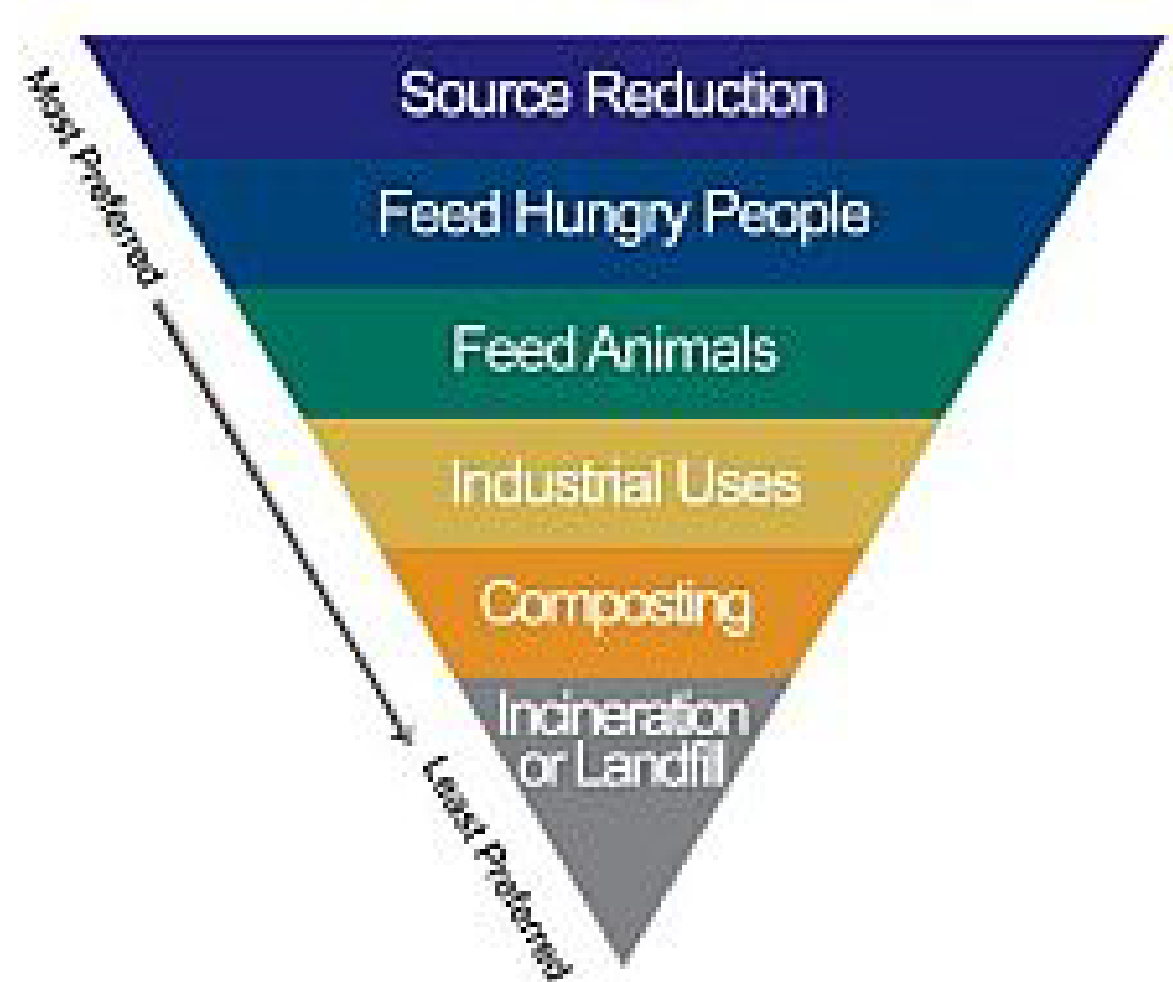 Most Preferred
Source Reduction
Feed Hungry People
Feed Animals
Industrial Uses
Composting
Incineration
or Landfill
Least Preferred